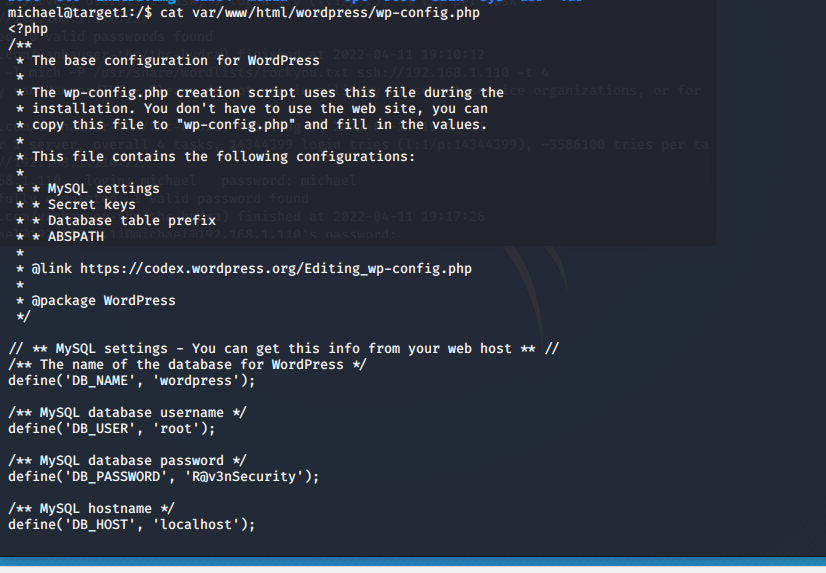 michael@target1:/$ cat var/www/html/wordpress/wp-config.php
<?php
/**
 * The base configuration for WordPress
 *
 * The wp-config.php creation script uses this file during the
 * installation. You don't have to use the web site, you can
 * copy this file to "wp-config.php" and fill in the values.
 *
 * This file contains the following configurations:
 *
 * * MySQL settings
 * * Secret keys
 * * Database table prefix
 * * ABSPATH
 *
 * @link https://codex.wordpress.org/Editing_wp-config.php
 *
 * @package WordPress
 */

// ** MySQL settings - You can get this info from your web host ** //
/** The name of the database for WordPress */
define('DB_NAME', 'wordpress');

/** MySQL database username */
define('DB_USER', 'root');

/** MySQL database password */
define('DB_PASSWORD', 'R@v3nSecurity');

/** MySQL hostname */
define('DB_HOST', 'localhost');